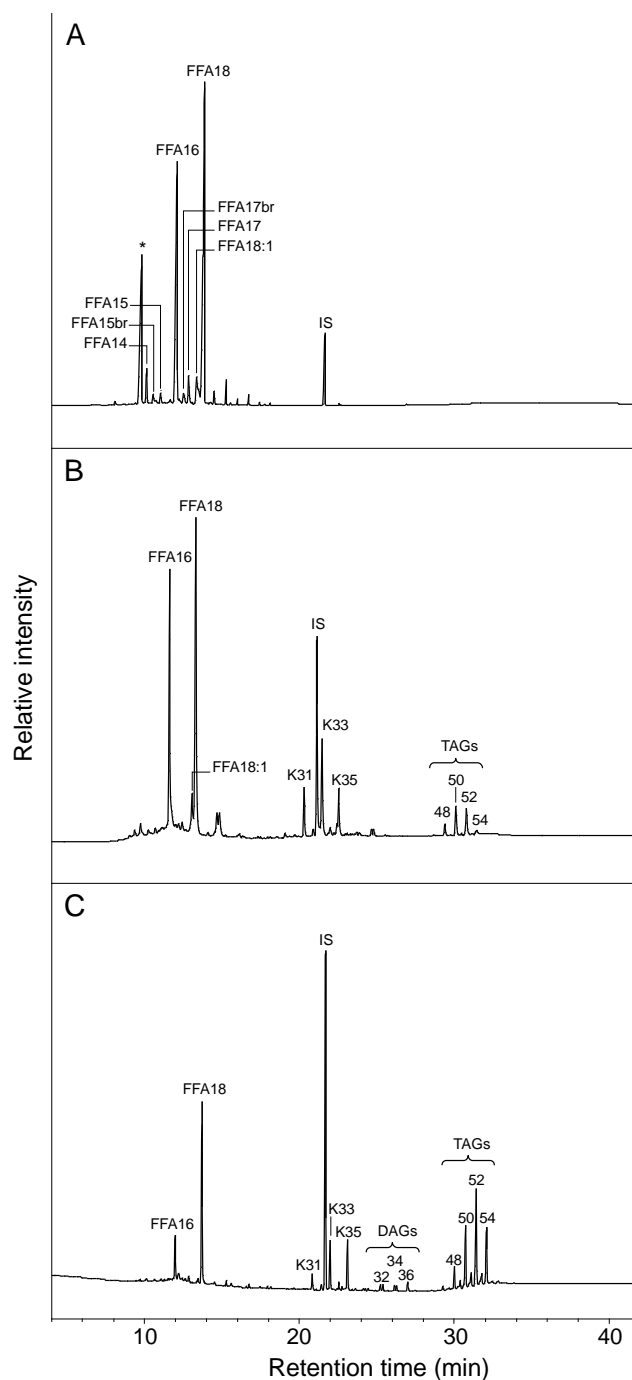 A
FFA18
FFA16
FFA17br
FFA17
FFA18:1
*
FFA15
FFA15br
FFA14
IS
B
FFA18
FFA16
IS
K33
FFA18:1
K31
K35
TAGs
50
52
48
54
Relative intensity
C
IS
FFA18
TAGs
52
K33
50
54
FFA16
K35
DAGs
34
48
K31
32
36
10
20
30
40
Retention time (min)